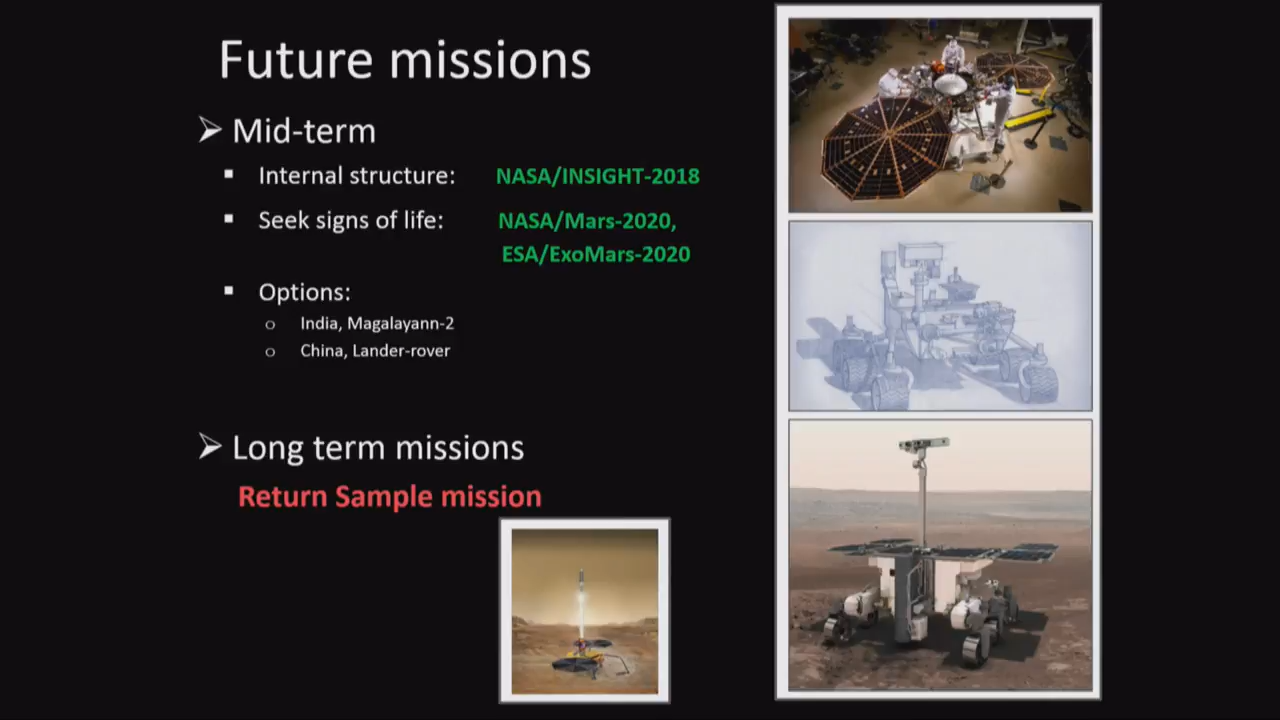 Future missions
Mid-term
Internal structure: NASA/INSIGHT-2018
Seek signs of life: NASA/Mars-2020,
ESA/ExoMars-2020
Options:
India, Magalayann-2
China, Lander-rover
Long term missions
Return Sample mission